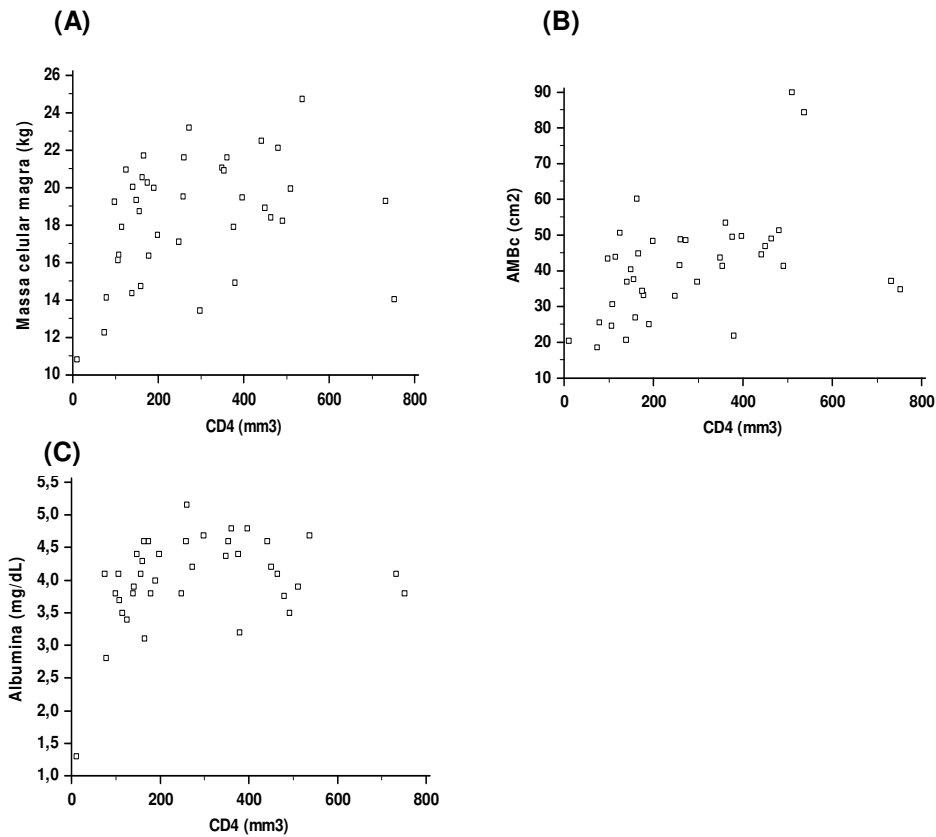 (A)
Massa celular magra (kg)
26
24
22
20
18
16
14
12
10
0 200 400 600 800
CD4 (mm3)
(B)
AMBc (cm2)
90
80
70
60
50
40
30
20
10
0 200 400 600 800
CD4 (mm3)
(C)
Albumina (mg/dL)
5,5
5,0
4,5
4,0
3,5
3,0
2,5
2,0
1,5
1,0
0 200 400 600 800
CD4 (mm3)